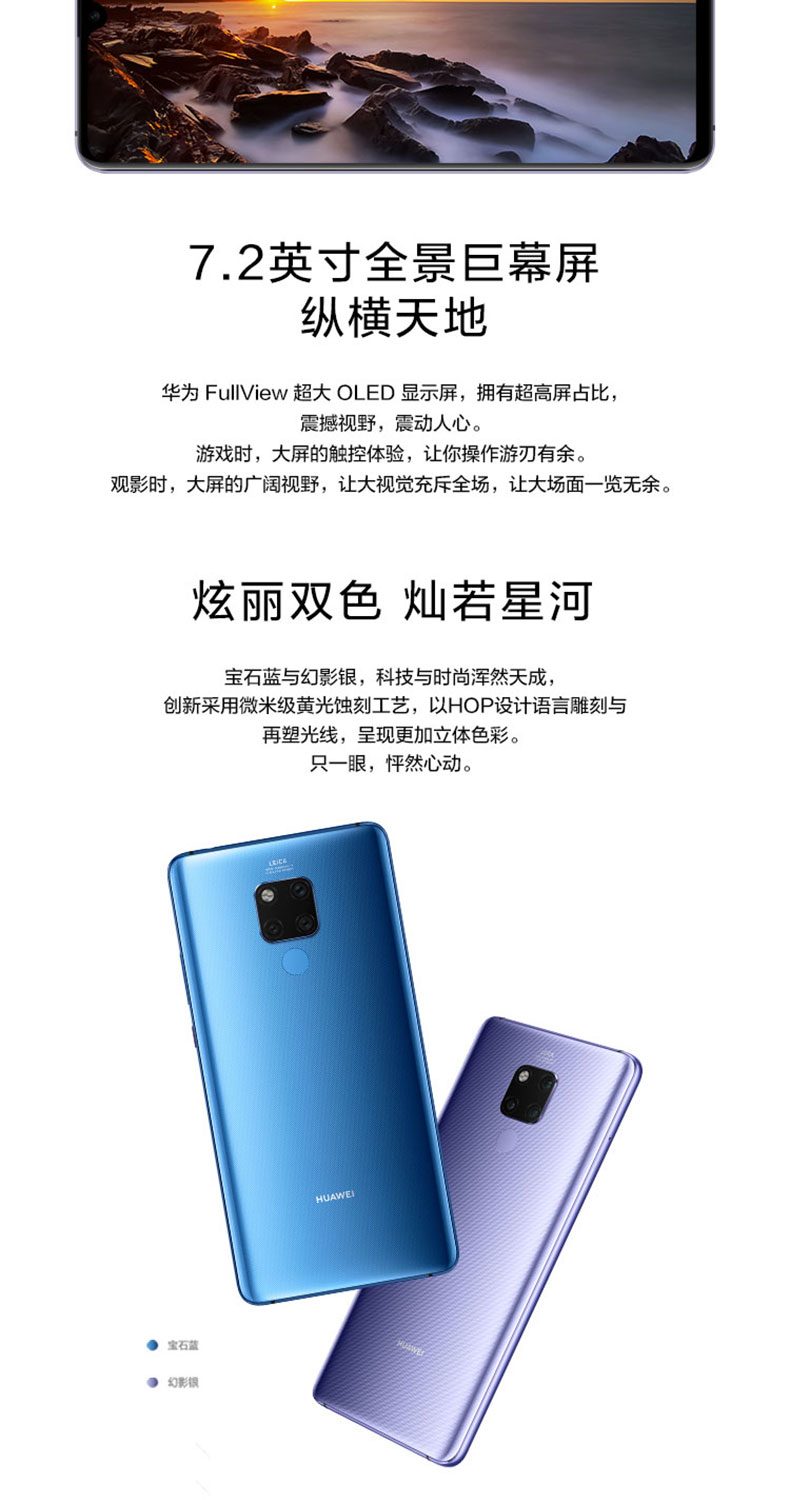 7.2英寸全景巨幕屏
纵横天地
华为 FullView 超大 OLED 显示屏，拥有超高屏占比，
震撼视野，震动人心。
游戏时，大屏的触控体验，让你操作游刃有余。
观影时，大屏的广阔视野，让大视觉充斥全场，让大场面一览无余。
炫丽双色 灿若星河
宝石蓝与幻影银，科技与时尚浑然天成，
创新采用微米级黄光蚀刻工艺，以HOP设计语言雕刻与
再塑光线，呈现更加立体色彩。
只一眼，怦然心动。
LEICA
HUAWEI
LEICA
HUAWEI
宝石蓝
幻影银